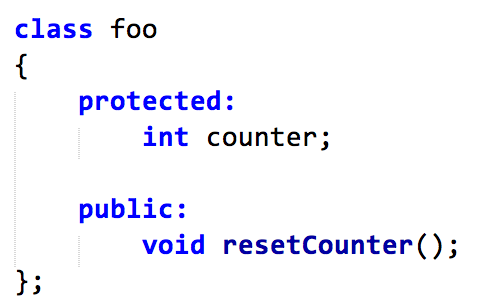 class foo
{
    protected:
        int counter;

    public:
        void resetCounter();
};